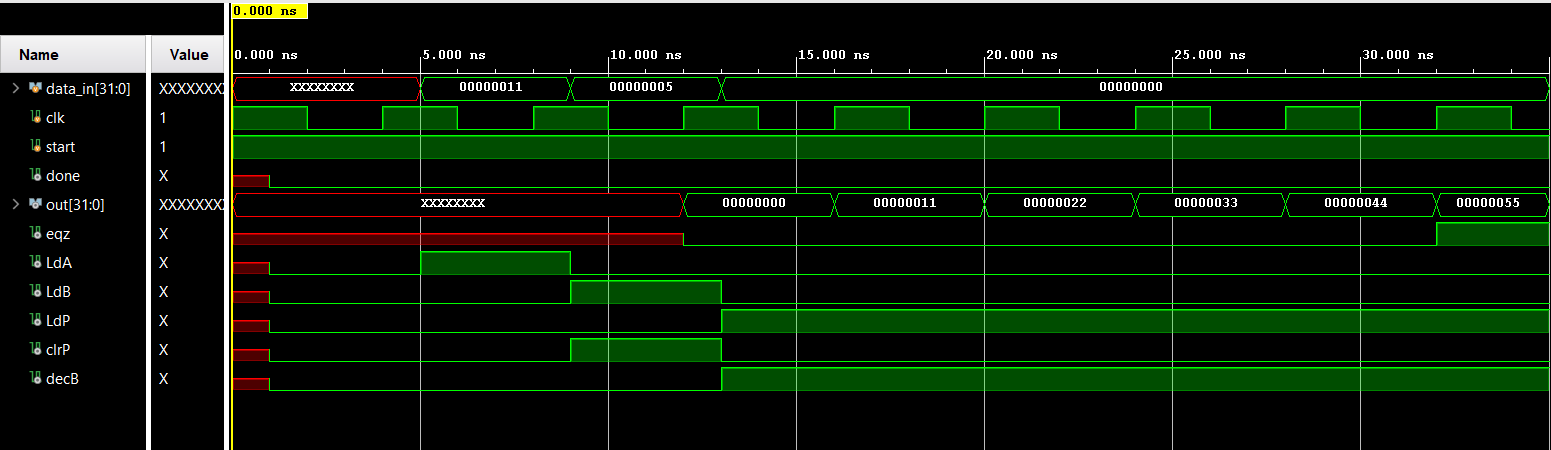 0.000 ns
Name Value
0.000 ns 5.000 ns 10.000 ns 15.000 ns 20.000 ns 25.000 ns 30.000 ns
data_in[31:0] XXXXXXXX XXXXXXXX 00000011 00000005 00000000
clk 1
start 1
done X
out[31:0] XXXXXXXX XXXXXXXX 00000000 00000011 00000022 00000033 00000044 00000055
eqz X
LdA X
LdB X
LdP X
clrP X
decB X